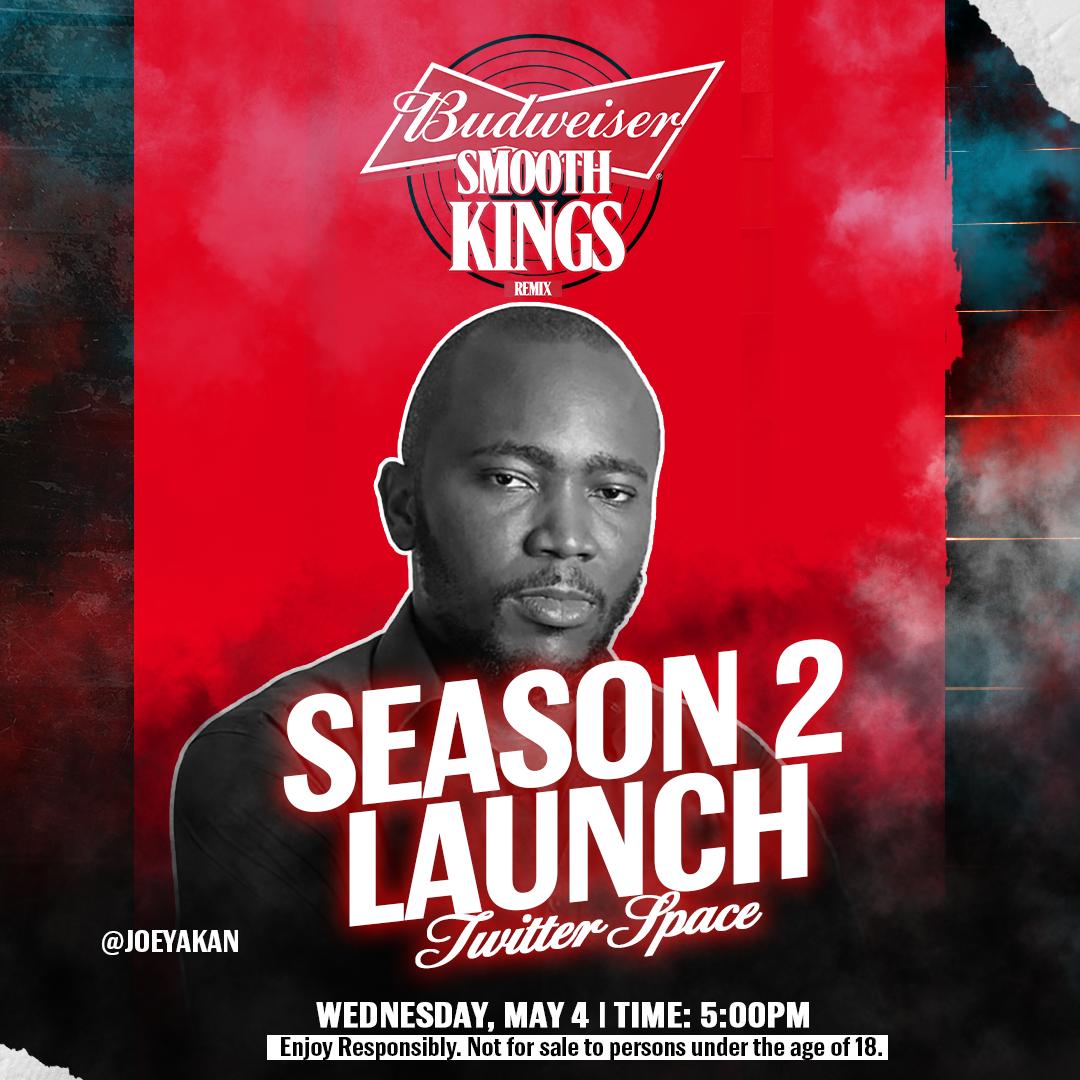 Budweiser
SMOOTH
KINGS
REMIX
SEASON 2
LAUNCH
Twitter Space
@JOEYAKAN
WEDNESDAY, MAY 4 | TIME: 5:00PM
Enjoy Responsibly. Not for sale to persons under the age of 18.